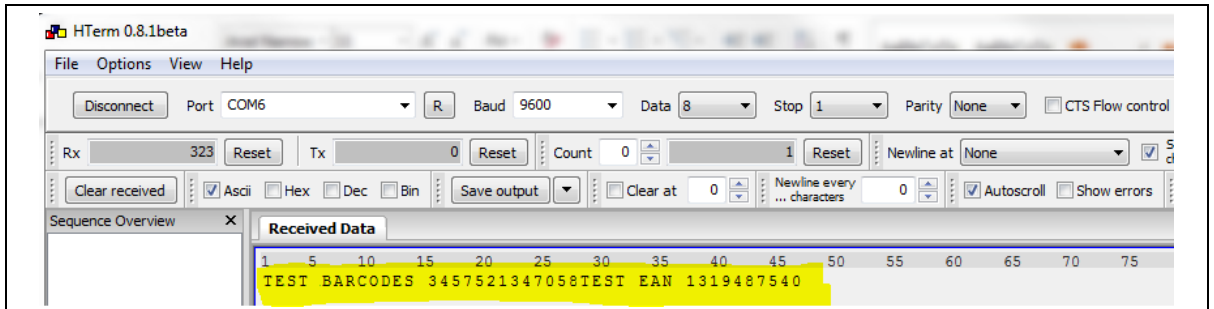 HTerm 0.8.1beta
File Options View Help
Disconnect Port COM6 R Baud 9600 Data 8 Stop 1 Parity None CTS Flow control
Rx 323 Reset Tx 0 Reset Count 0 1 Reset Newline at None
Clear received Ascii Hex Dec Bin Save output Clear at 0 Newline every ... characters 0 Autoscroll Show errors
Sequence Overview X Received Data
1 5 10 15 20 25 30 35 40 45 50 55 60 65 70 75
TEST BARCODES 3457521347058TEST EAN 1319487540